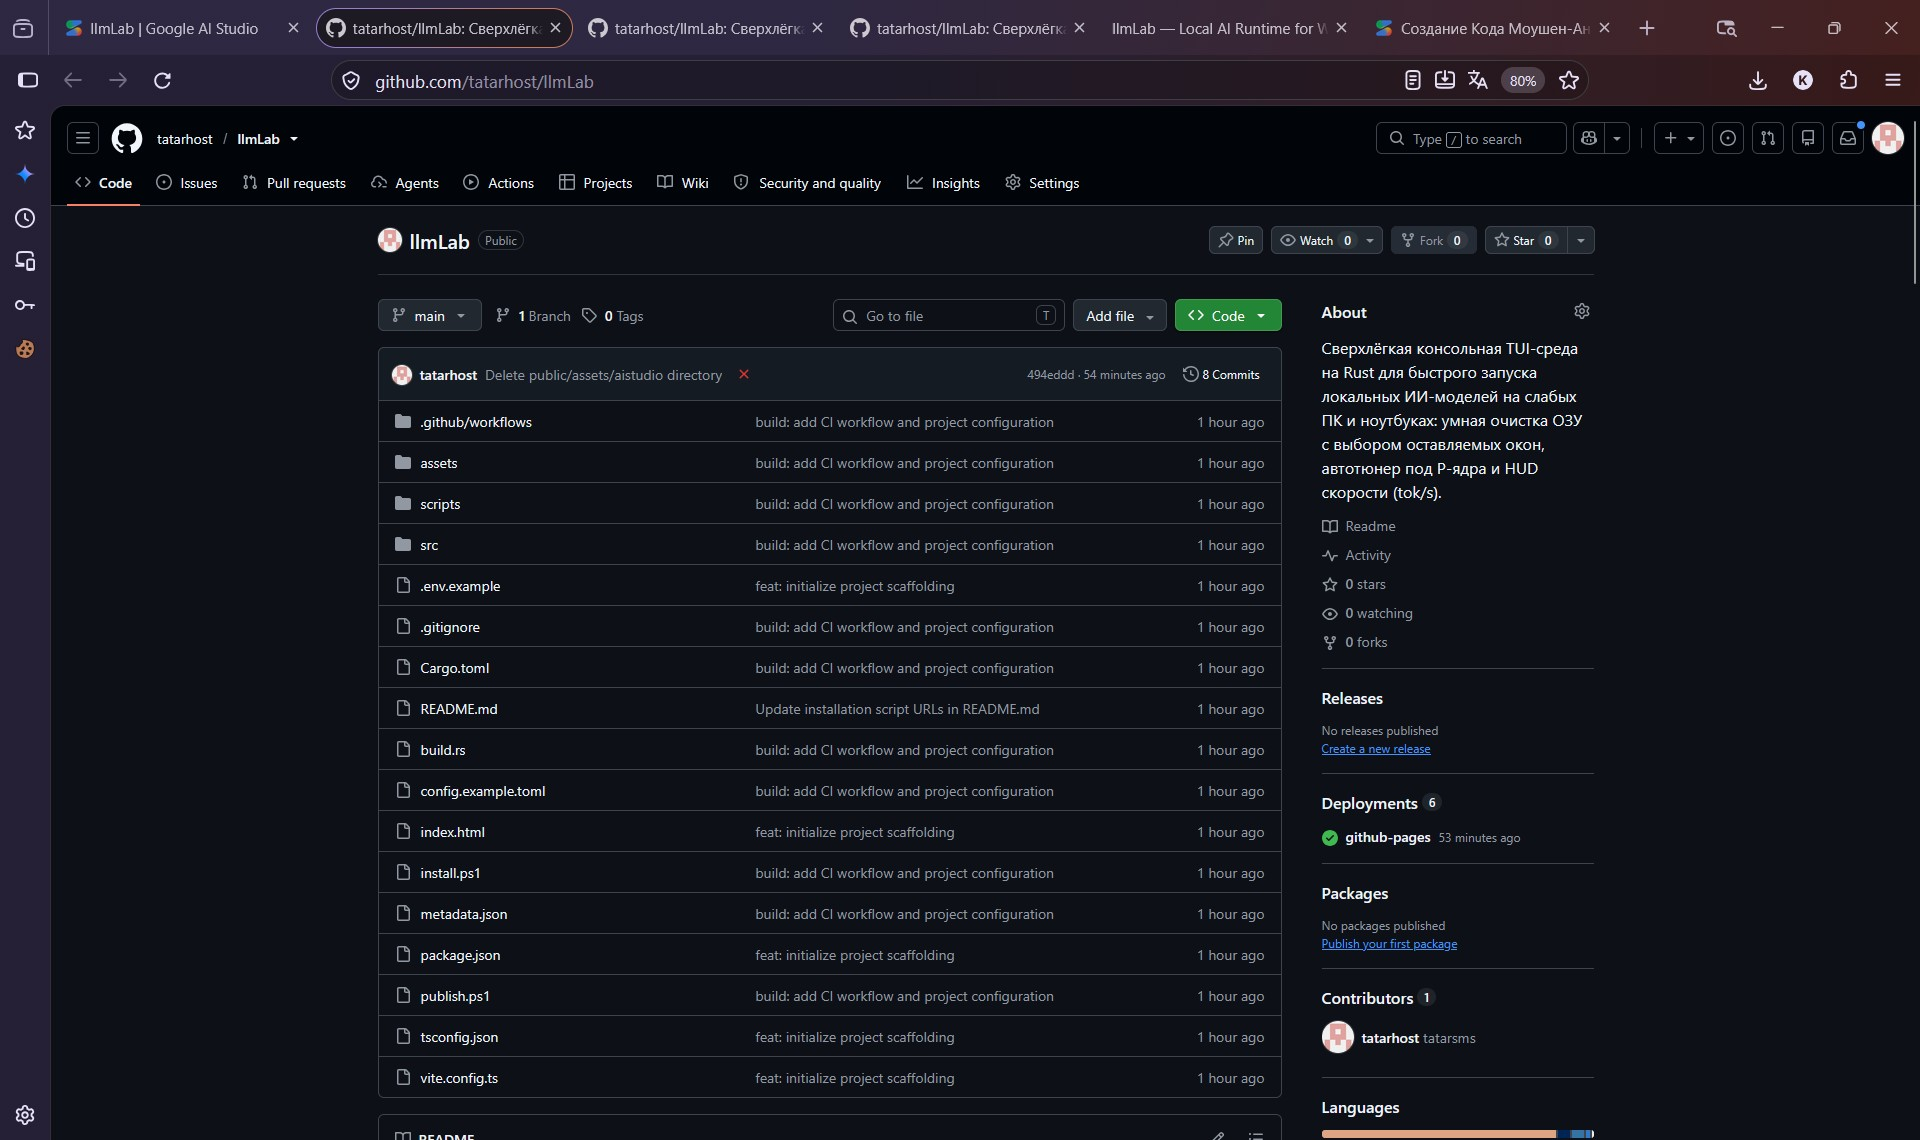 llmLab | Google AI Studio
tatarhost/llmLab: Сверхлёгка
tatarhost/llmLab: Сверхлёгка
tatarhost/llmLab: Сверхлёгка
llmLab — Local AI Runtime for W
Создание Кода Моушен-Ан
github.com/tatarhost/llmLab
80%
K
tatarhost / llmLab
Type / to search
Code
Issues
Pull requests
Agents
Actions
Projects
Wiki
Security and quality
Insights
Settings
llmLab Public
Pin
Watch 0
Fork 0
Star 0
main
1 Branch
0 Tags
Go to file T
Add file
Code
tatarhost Delete public/assets/aistudio directory
494eddd · 54 minutes ago
8 Commits
.github/workflows build: add CI workflow and project configuration 1 hour ago
assets build: add CI workflow and project configuration 1 hour ago
scripts build: add CI workflow and project configuration 1 hour ago
src build: add CI workflow and project configuration 1 hour ago
.env.example feat: initialize project scaffolding 1 hour ago
.gitignore build: add CI workflow and project configuration 1 hour ago
Cargo.toml build: add CI workflow and project configuration 1 hour ago
README.md Update installation script URLs in README.md 1 hour ago
build.rs build: add CI workflow and project configuration 1 hour ago
config.example.toml build: add CI workflow and project configuration 1 hour ago
index.html feat: initialize project scaffolding 1 hour ago
install.ps1 build: add CI workflow and project configuration 1 hour ago
metadata.json build: add CI workflow and project configuration 1 hour ago
package.json feat: initialize project scaffolding 1 hour ago
publish.ps1 build: add CI workflow and project configuration 1 hour ago
tsconfig.json feat: initialize project scaffolding 1 hour ago
vite.config.ts feat: initialize project scaffolding 1 hour ago
README
About
Сверхлёгкая консольная TUI-среда
на Rust для быстрого запуска
локальных ИИ-моделей на слабых
ПК и ноутбуках: умная очистка ОЗУ
с выбором оставляемых окон,
автотюнер под P-ядра и HUD
скорости (tok/s).
Readme
Activity
0 stars
0 watching
0 forks
Releases
No releases published
Create a new release
Deployments 6
github-pages 53 minutes ago
Packages
No packages published
Publish your first package
Contributors 1
tatarhost tatarsms
Languages